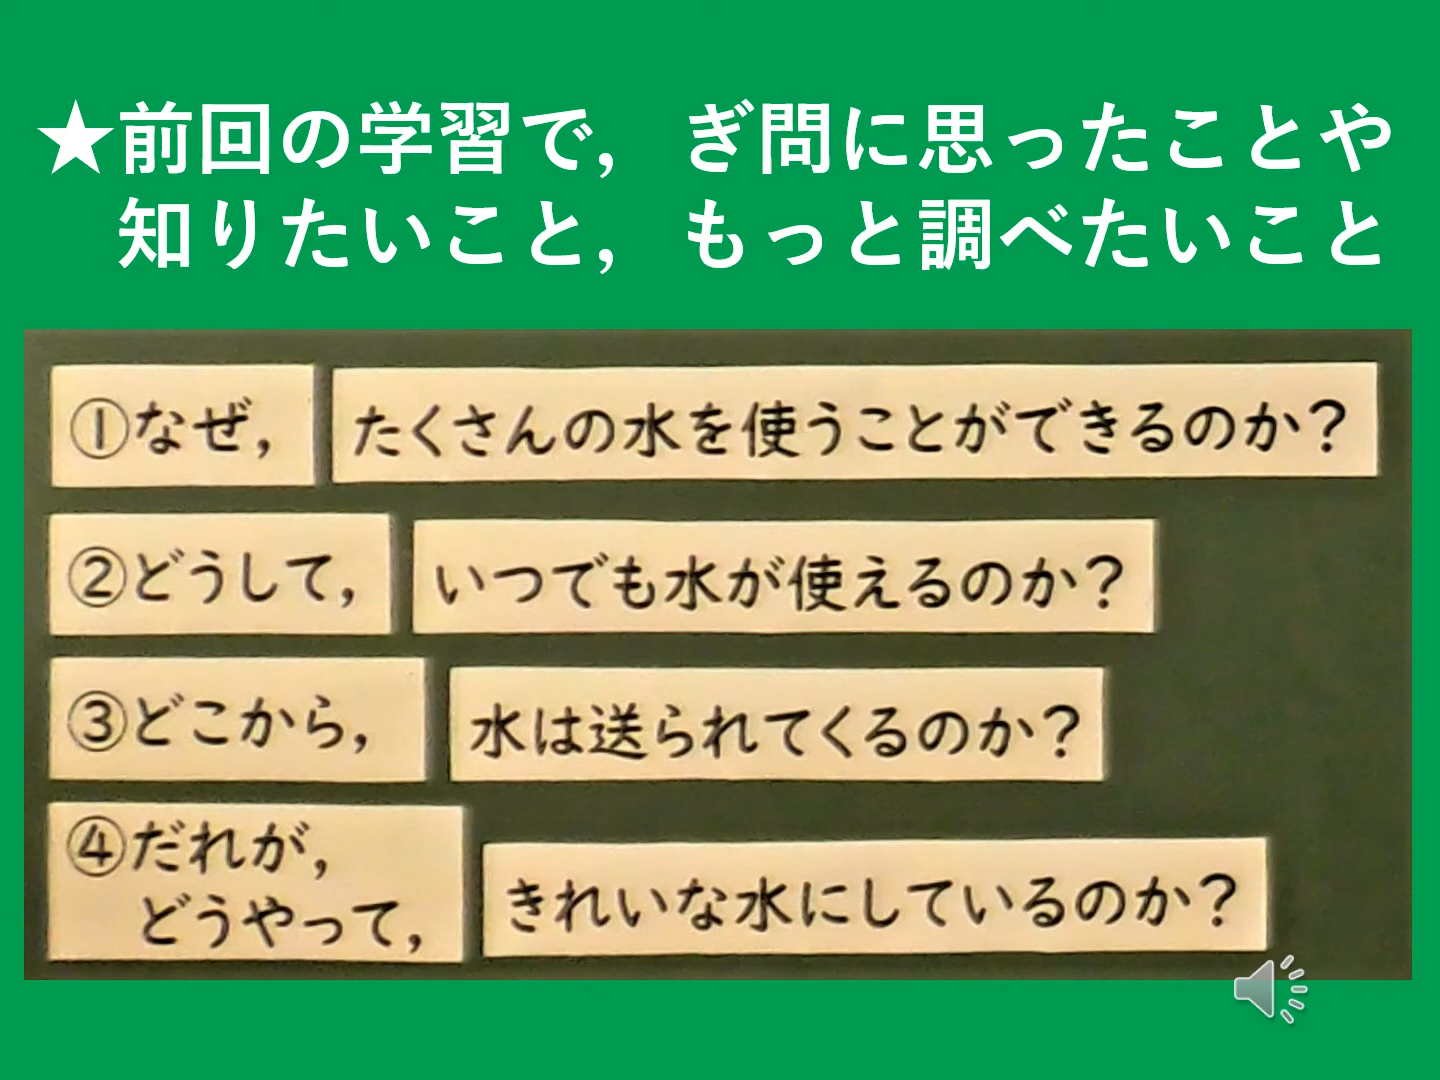 ★前回の学習で，ぎ問に思ったことや
知りたいこと，もっと調べたいこと
①なぜ，たくさんの水を使うことができるのか？
②どうして，いつでも水が使えるのか？
③どこから，水は送られてくるのか？
④だれが，
どうやって，きれいな水にしているのか？